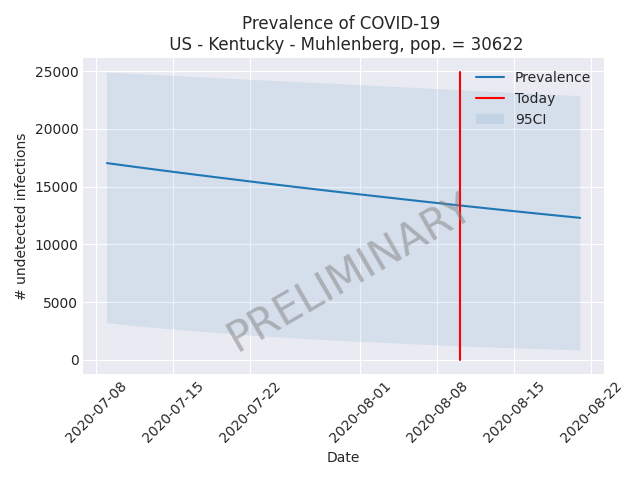 Prevalence of COVID-19
US - Kentucky - Muhlenberg, pop. = 30622
Prevalence
Today
95CI
# undetected infections
25000
20000
15000
10000
5000
0
PRELIMINARY
2020-07-08
2020-07-15
2020-07-22
2020-08-01
2020-08-08
2020-08-15
2020-08-22
Date